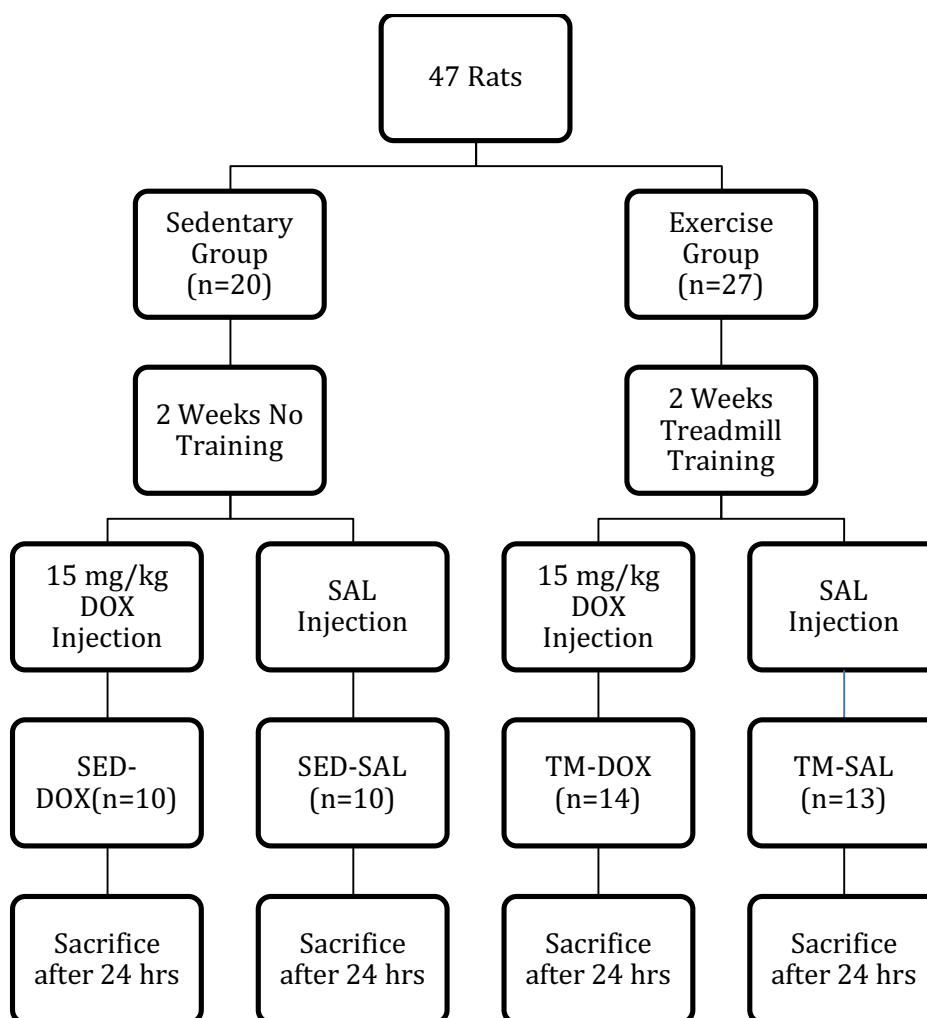 47 Rats
Sedentary
Group
(n=20)
Exercise
Group
(n=27)
2 Weeks No
Training
2 Weeks
Treadmill
Training
15 mg/kg
DOX
Injection
SAL
Injection
15 mg/kg
DOX
Injection
SAL
Injection
SED-
DOX(n=10)
SED-SAL
(n=10)
TM-DOX
(n=14)
TM-SAL
(n=13)
Sacrifice
after 24 hrs
Sacrifice
after 24 hrs
Sacrifice
after 24 hrs
Sacrifice
after 24 hrs